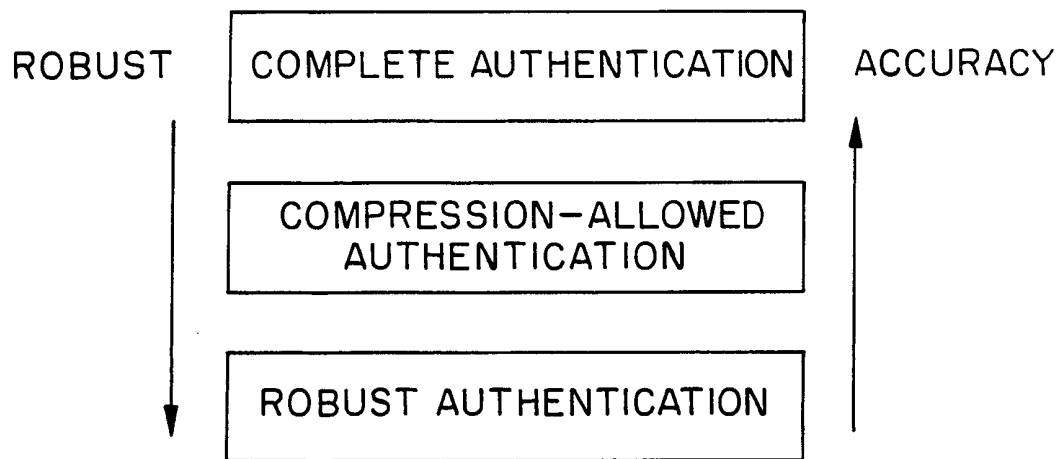 ROBUST
COMPLETE AUTHENTICATION
ACCURACY
COMPRESSION-ALLOWED
AUTHENTICATION
ROBUST AUTHENTICATION